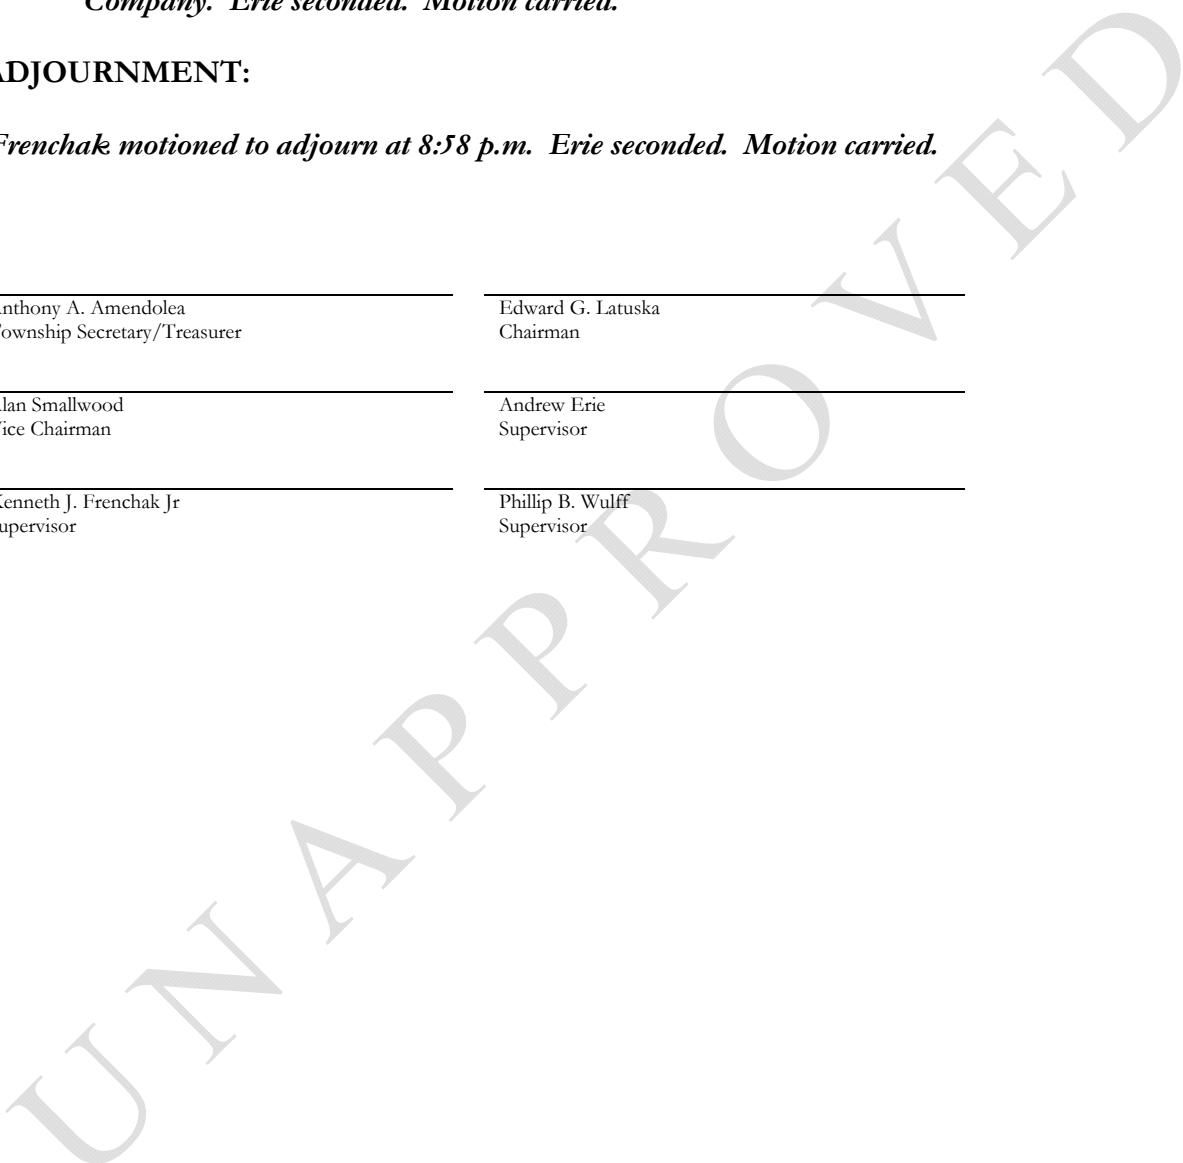 Company. Erie seconded. Motion carried.
ADJOURNMENT:
Frenchak motioned to adjourn at 8:58 p.m. Erie seconded. Motion carried.
Anthony A. Amendolea Edward G. Latuska
Township Secretary/Treasurer Chairman
Alan Smallwood Andrew Erie
Vice Chairman Supervisor
Kenneth J. Frenchak Jr Phillip B. Wulff
Supervisor Supervisor
UNAPPROVED